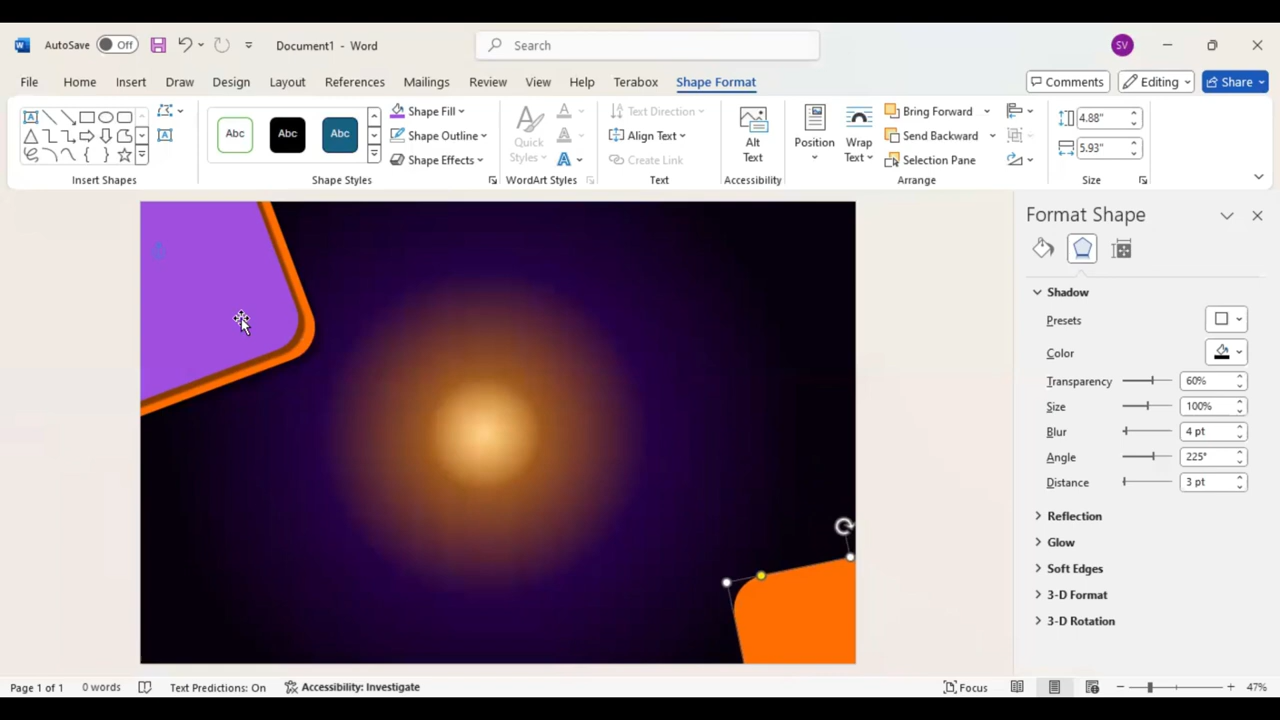 AutoSave Off Document1 - Word Search SV
File Home Insert Draw Design Layout References Mailings Review View Help Terabox Shape Format Comments Editing Share
Abc Abc Abc
Shape Fill
Shape Outline
Shape Effects
Quick
Styles
Text Direction
Align Text
Create Link
Alt
Text
Position
Wrap
Text
Bring Forward
Send Backward
Selection Pane
4.88"
5.93"
Insert Shapes Shape Styles WordArt Styles Text Accessibility Arrange Size
Format Shape
Shadow
Presets
Color
Transparency 60%
Size 100%
Blur 4 pt
Angle 225°
Distance 3 pt
Reflection
Glow
Soft Edges
3-D Format
3-D Rotation
Page 1 of 1 0 words Text Predictions: On Accessibility: Investigate Focus 47%